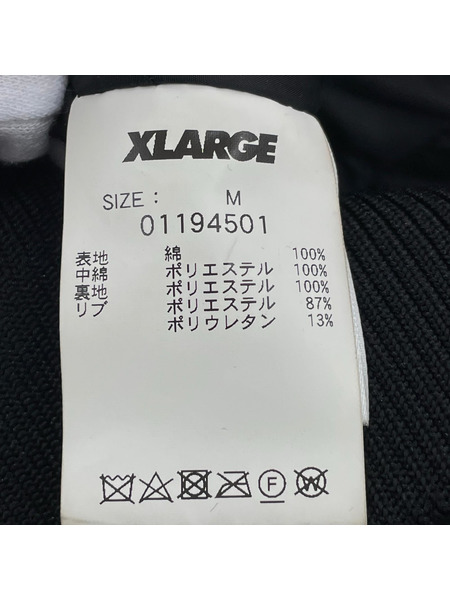 XLARGE
SIZE : M
01194501
表地 綿 100%
中綿 ポリエステル 100%
裏地 ポリエステル 100%
リブ ポリエステル 87%
ポリウレタン 13%
F W